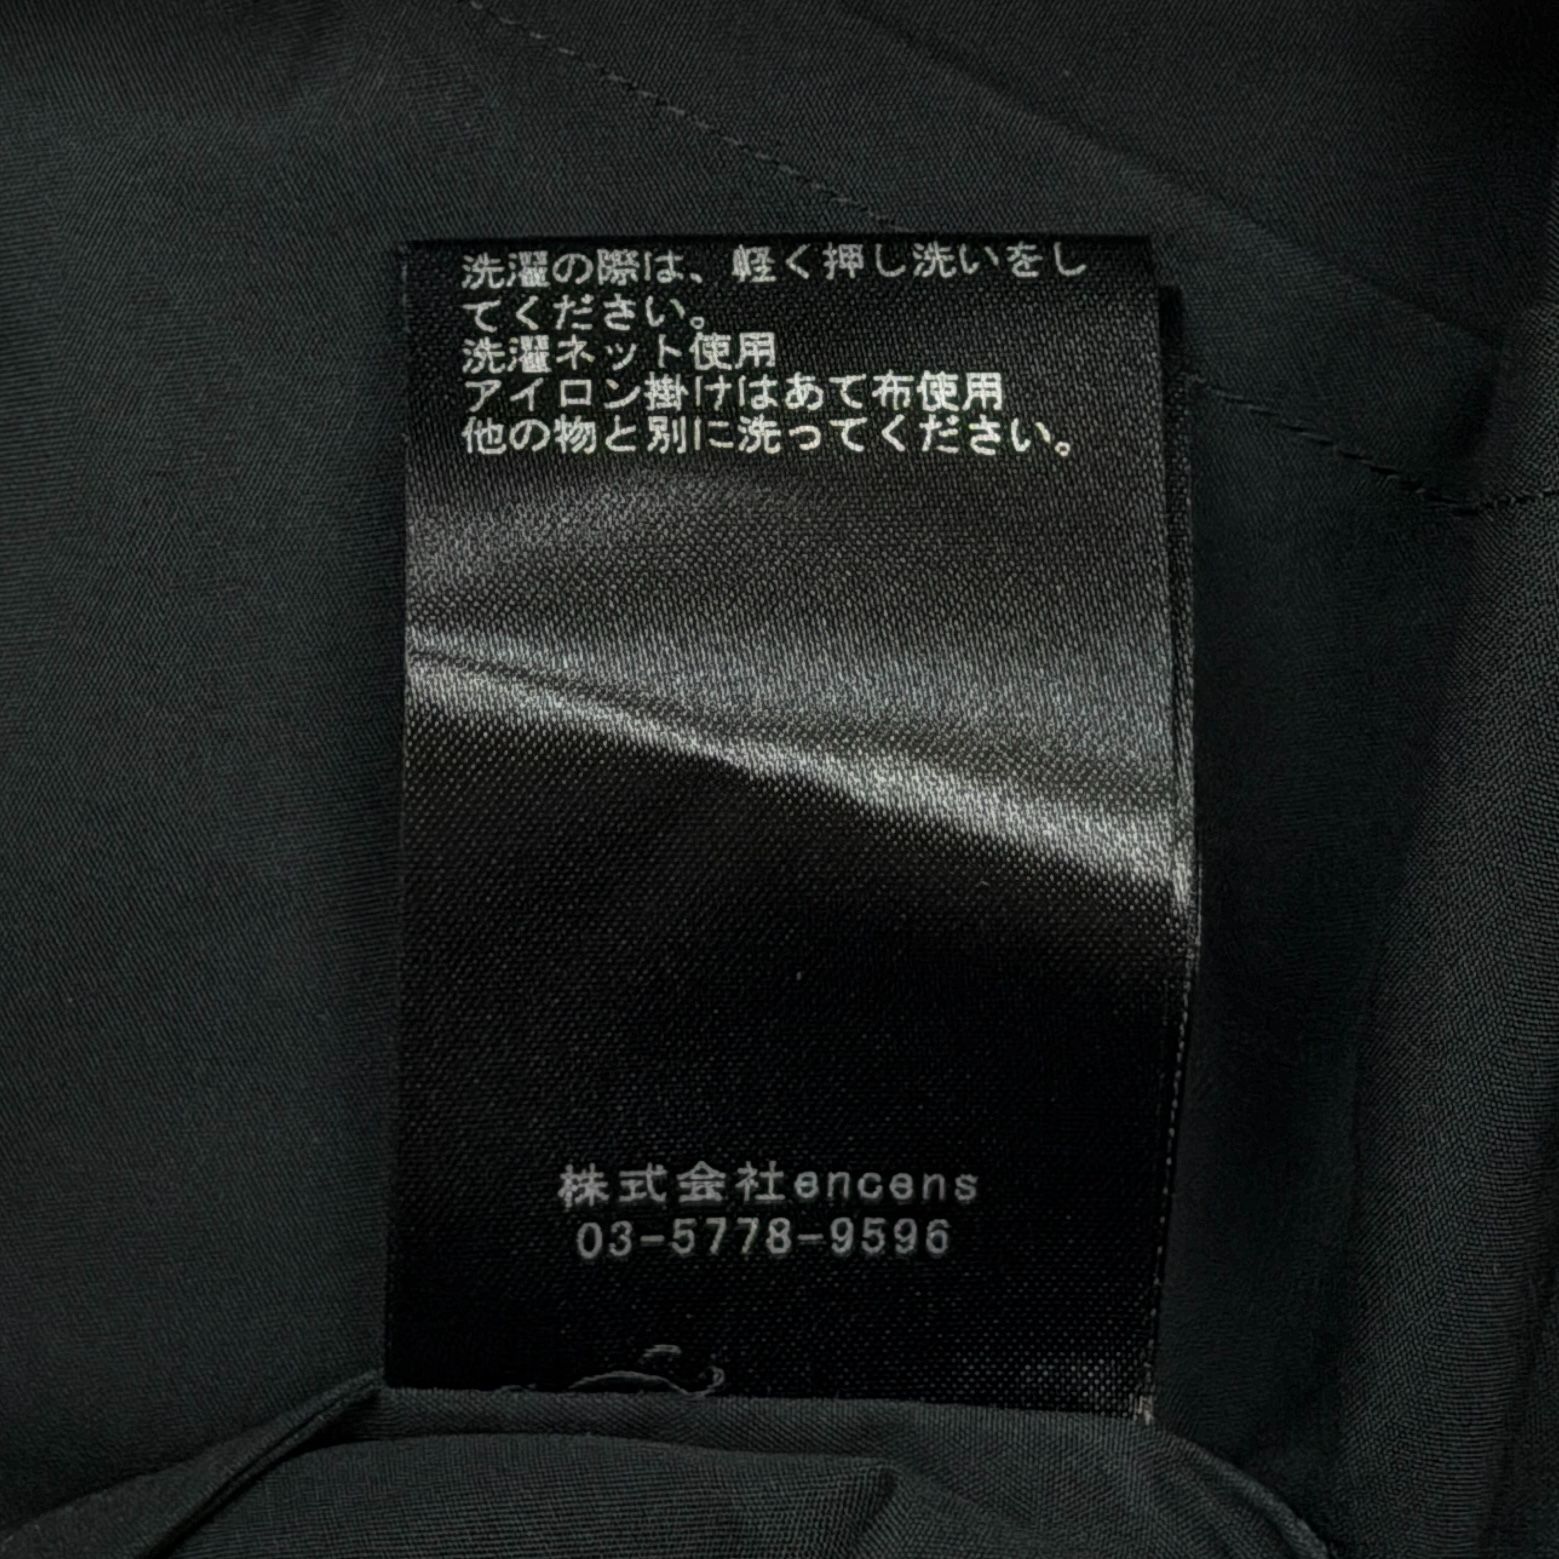 洗濯の際は、軽く押し洗いをし
てください。
洗濯ネット使用
アイロン掛けはあて布使用
他の物と別に洗ってください。
株式会社encens
03-5778-9596